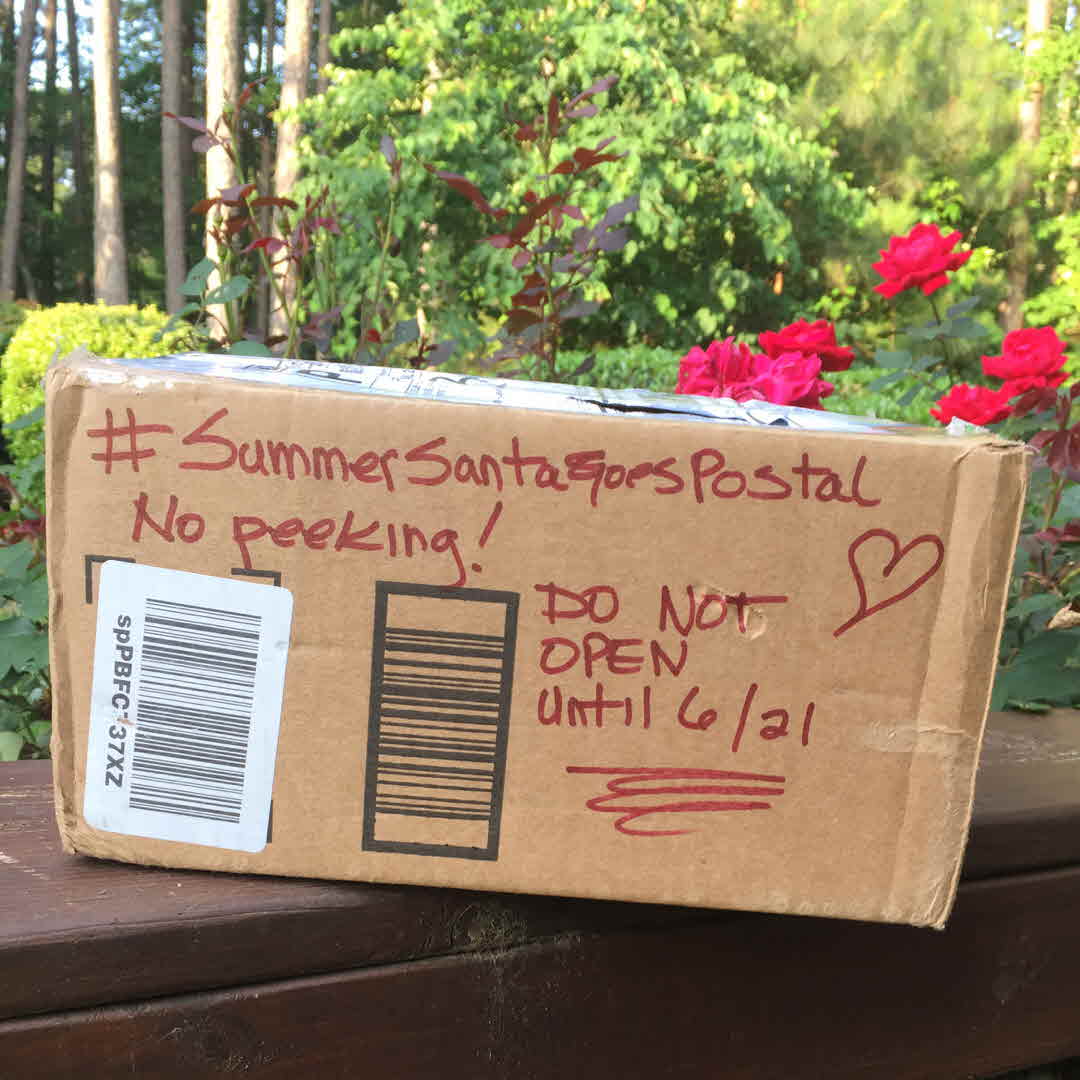 #SummerSantaGoesPostal
No peeking!
DO NOT
OPEN
until 6/21